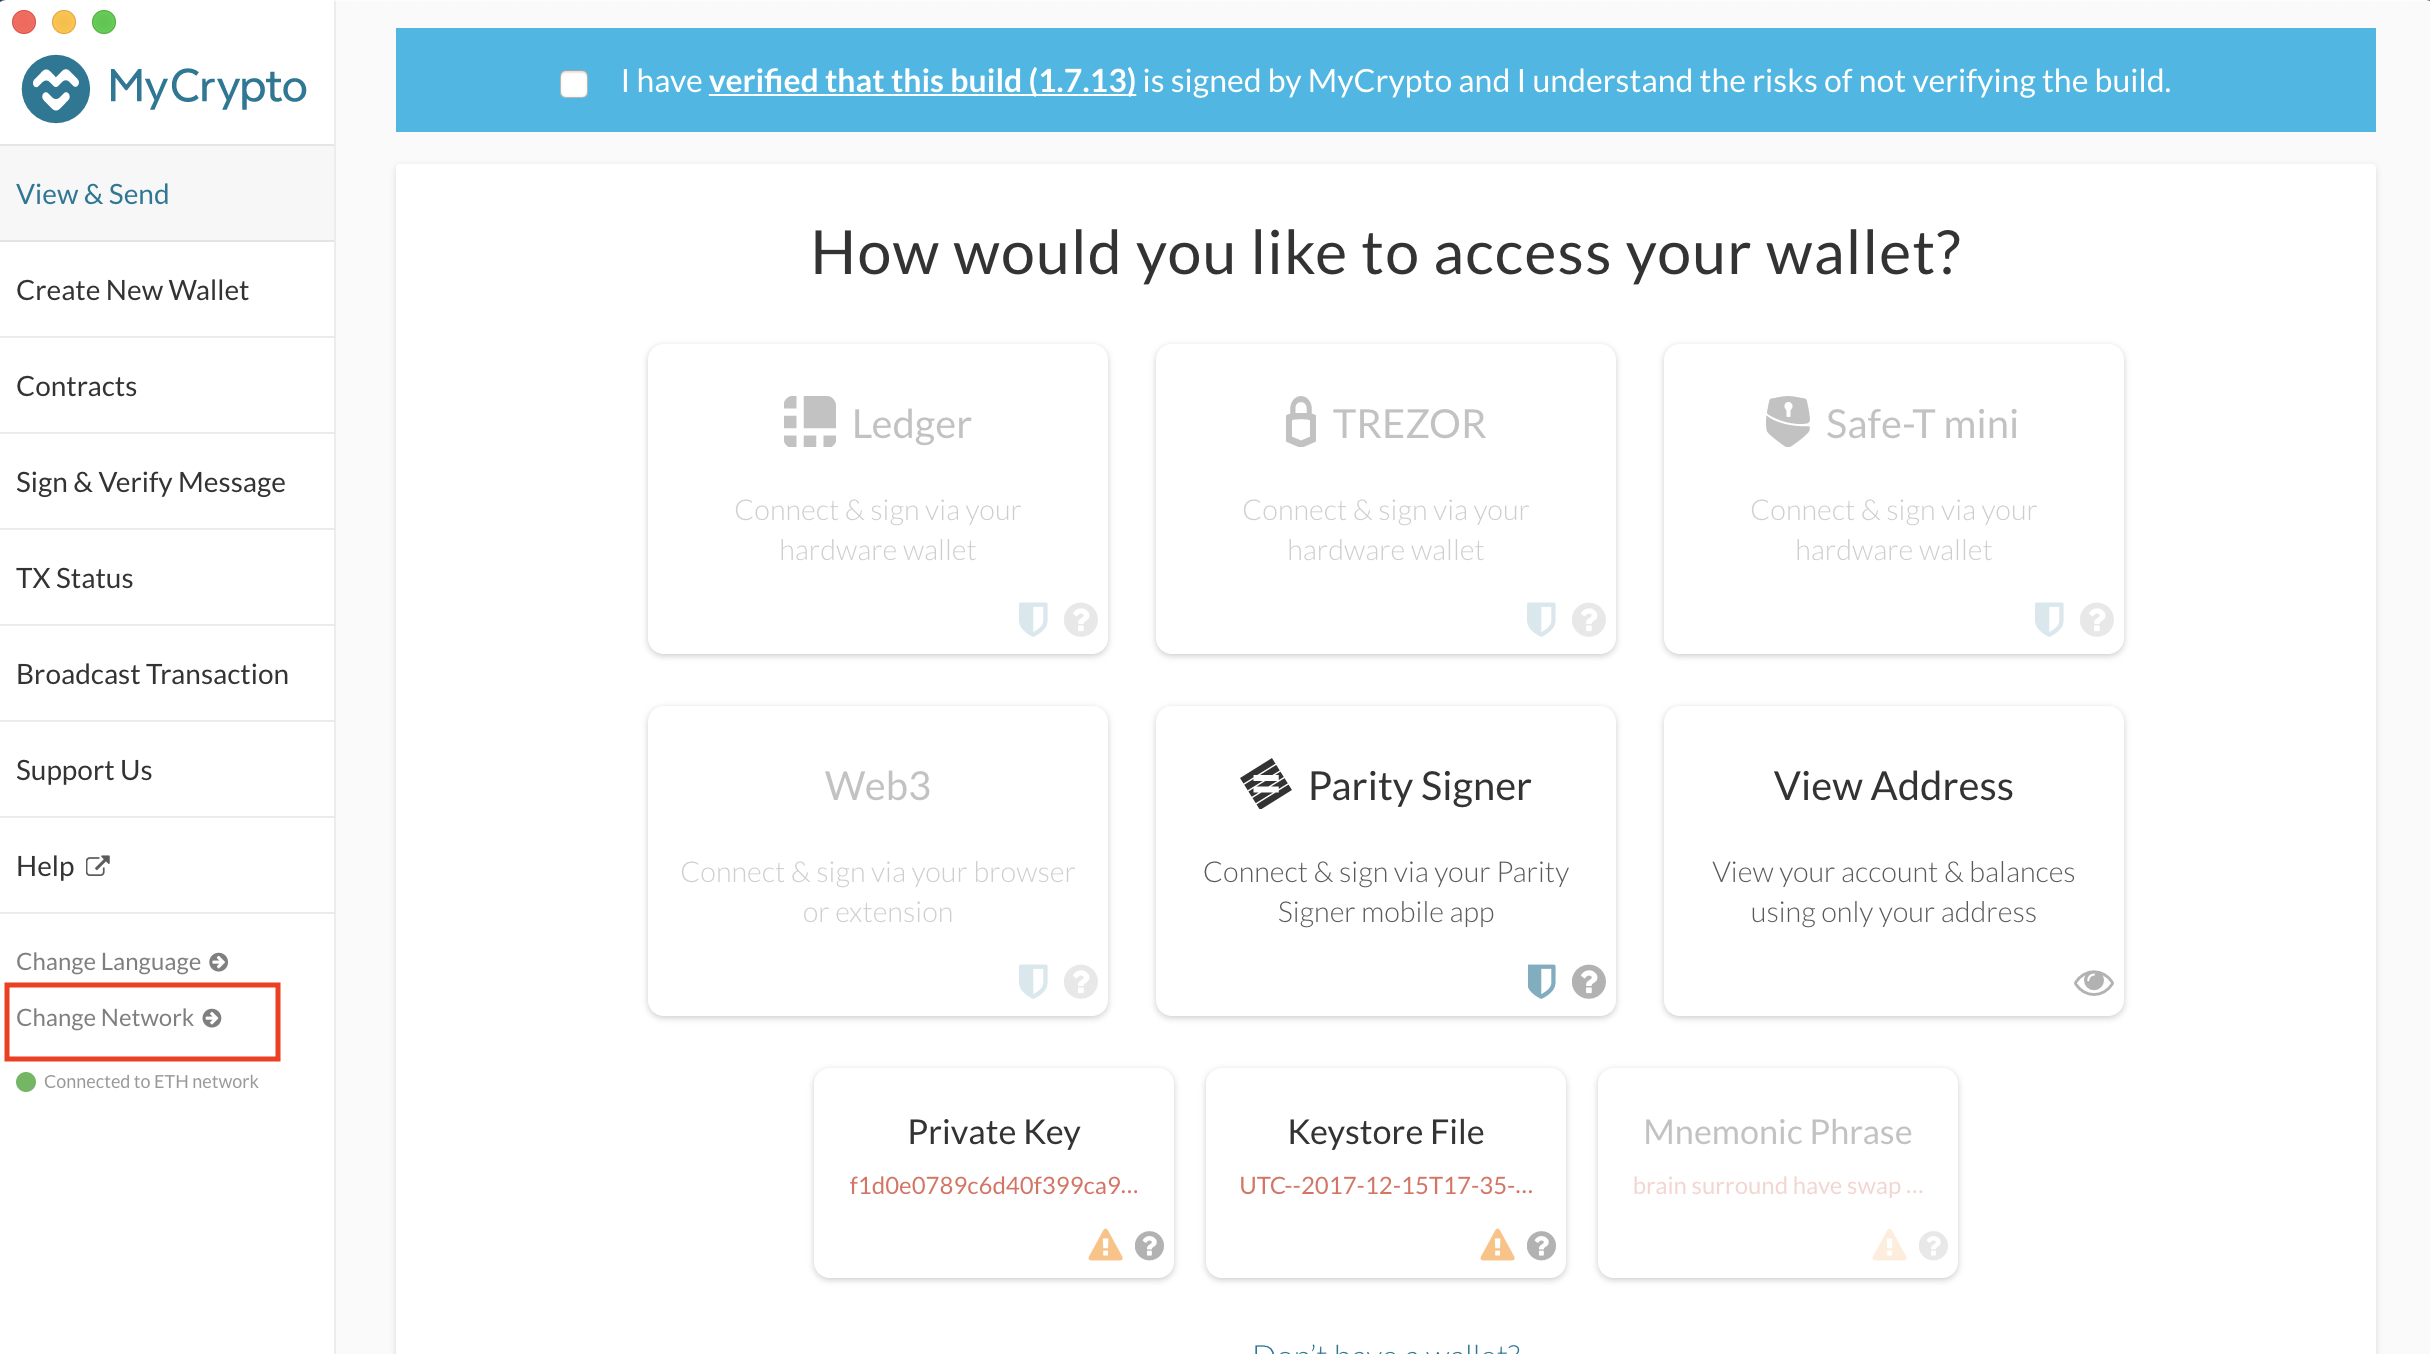 MyCrypto
I have verified that this build (1.7.13) is signed by MyCrypto and I understand the risks of not verifying the build.
View & Send
Create New Wallet
Contracts
Sign & Verify Message
TX Status
Broadcast Transaction
Support Us
Help
Change Language
Change Network
Connected to ETH network
How would you like to access your wallet?
Ledger
Connect & sign via your
hardware wallet
TREZOR
Connect & sign via your
hardware wallet
Safe-T mini
Connect & sign via your
hardware wallet
Web3
Connect & sign via your browser
or extension
Parity Signer
Connect & sign via your Parity
Signer mobile app
View Address
View your account & balances
using only your address
Private Key
f1d0e0789c6d40f399ca9...
Keystore File
UTC--2017-12-15T17-35-...
Mnemonic Phrase
brain surround have swap ...
Don't have a wallet?